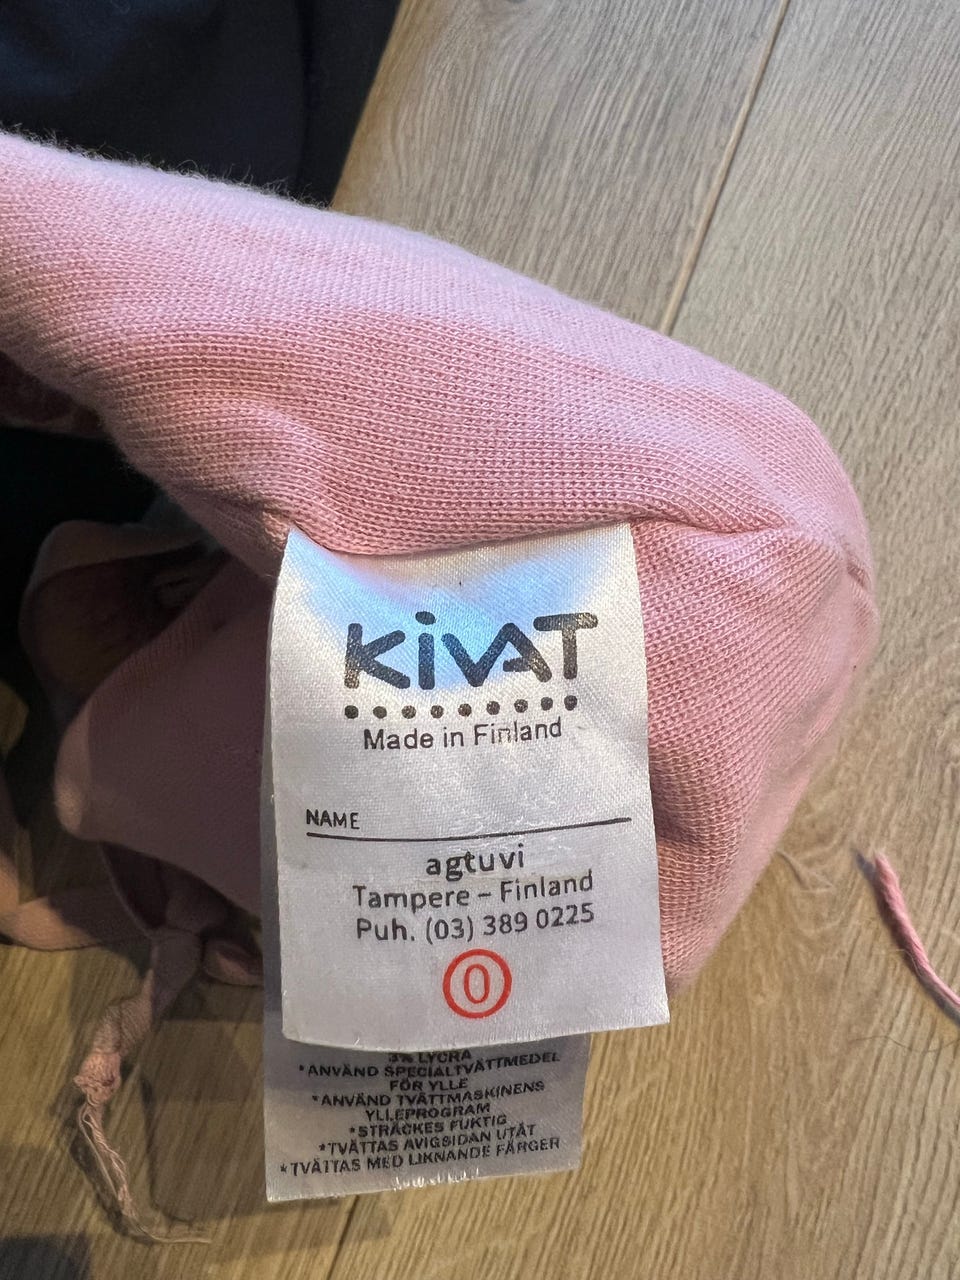 KiVAT
Made in Finland
NAME
agtuvi
Tampere – Finland
Puh. (03) 389 0225
0
3% LYCRA
*ANVÄND SPECIALTVÄTTMEDEL
FÖR YLLE
*ANVÄND TVÄTTMASKINENS
YLLEPROGRAM
*STRÄCKES FUKTIG
*TVÄTTAS AVIGSIDAN UTÅT
*TVÄTTAS MED LIKNANDE FÄRGER